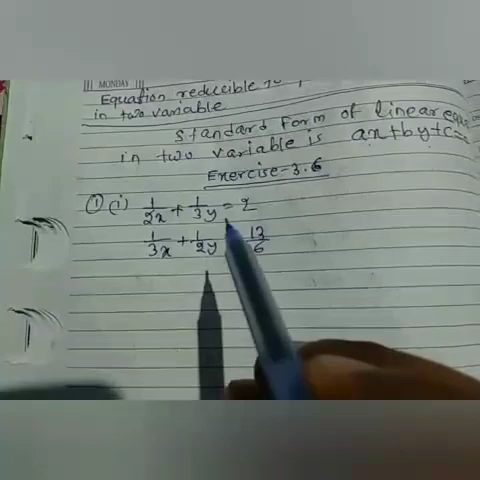 MONDAY
Equation reducible to
in two variable
standard form of linear equa
in two variable is ax+by+c=
Exercise-3.6
① (i) 1/2x + 1/3y = 2
1/3x + 1/2y 13/6